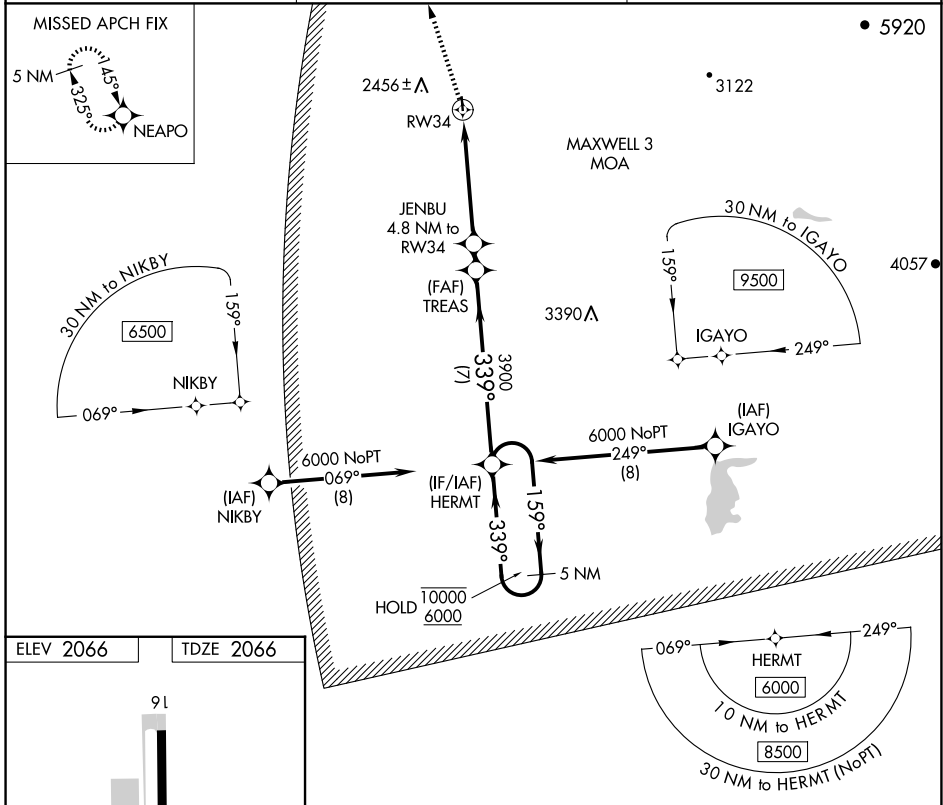 MISSED APCH FIX
5 NM
145°
325°
NEAPO
2456 ±
RW34
5920
3122
MAXWELL 3
MOA
JENBU
4.8 NM to
RW34
(FAF)
TREAS
3390
4057
30 NM to NIKBY
6500
159°
NIKBY
069°
30 NM to IGAYO
9500
159°
IGAYO
249°
339°
3900
(7)
(IAF)
IGAYO
6000 NoPT
249°
(8)
6000 NoPT
069°
(8)
(IAF)
NIKBY
(IF/IAF)
HERMT
159°
339°
5 NM
HOLD
10000
6000
069°
249°
HERMT
6000
10 NM to HERMT
8500
30 NM to HERMT (NoPT)
ELEV 2066
TDZE 2066
16